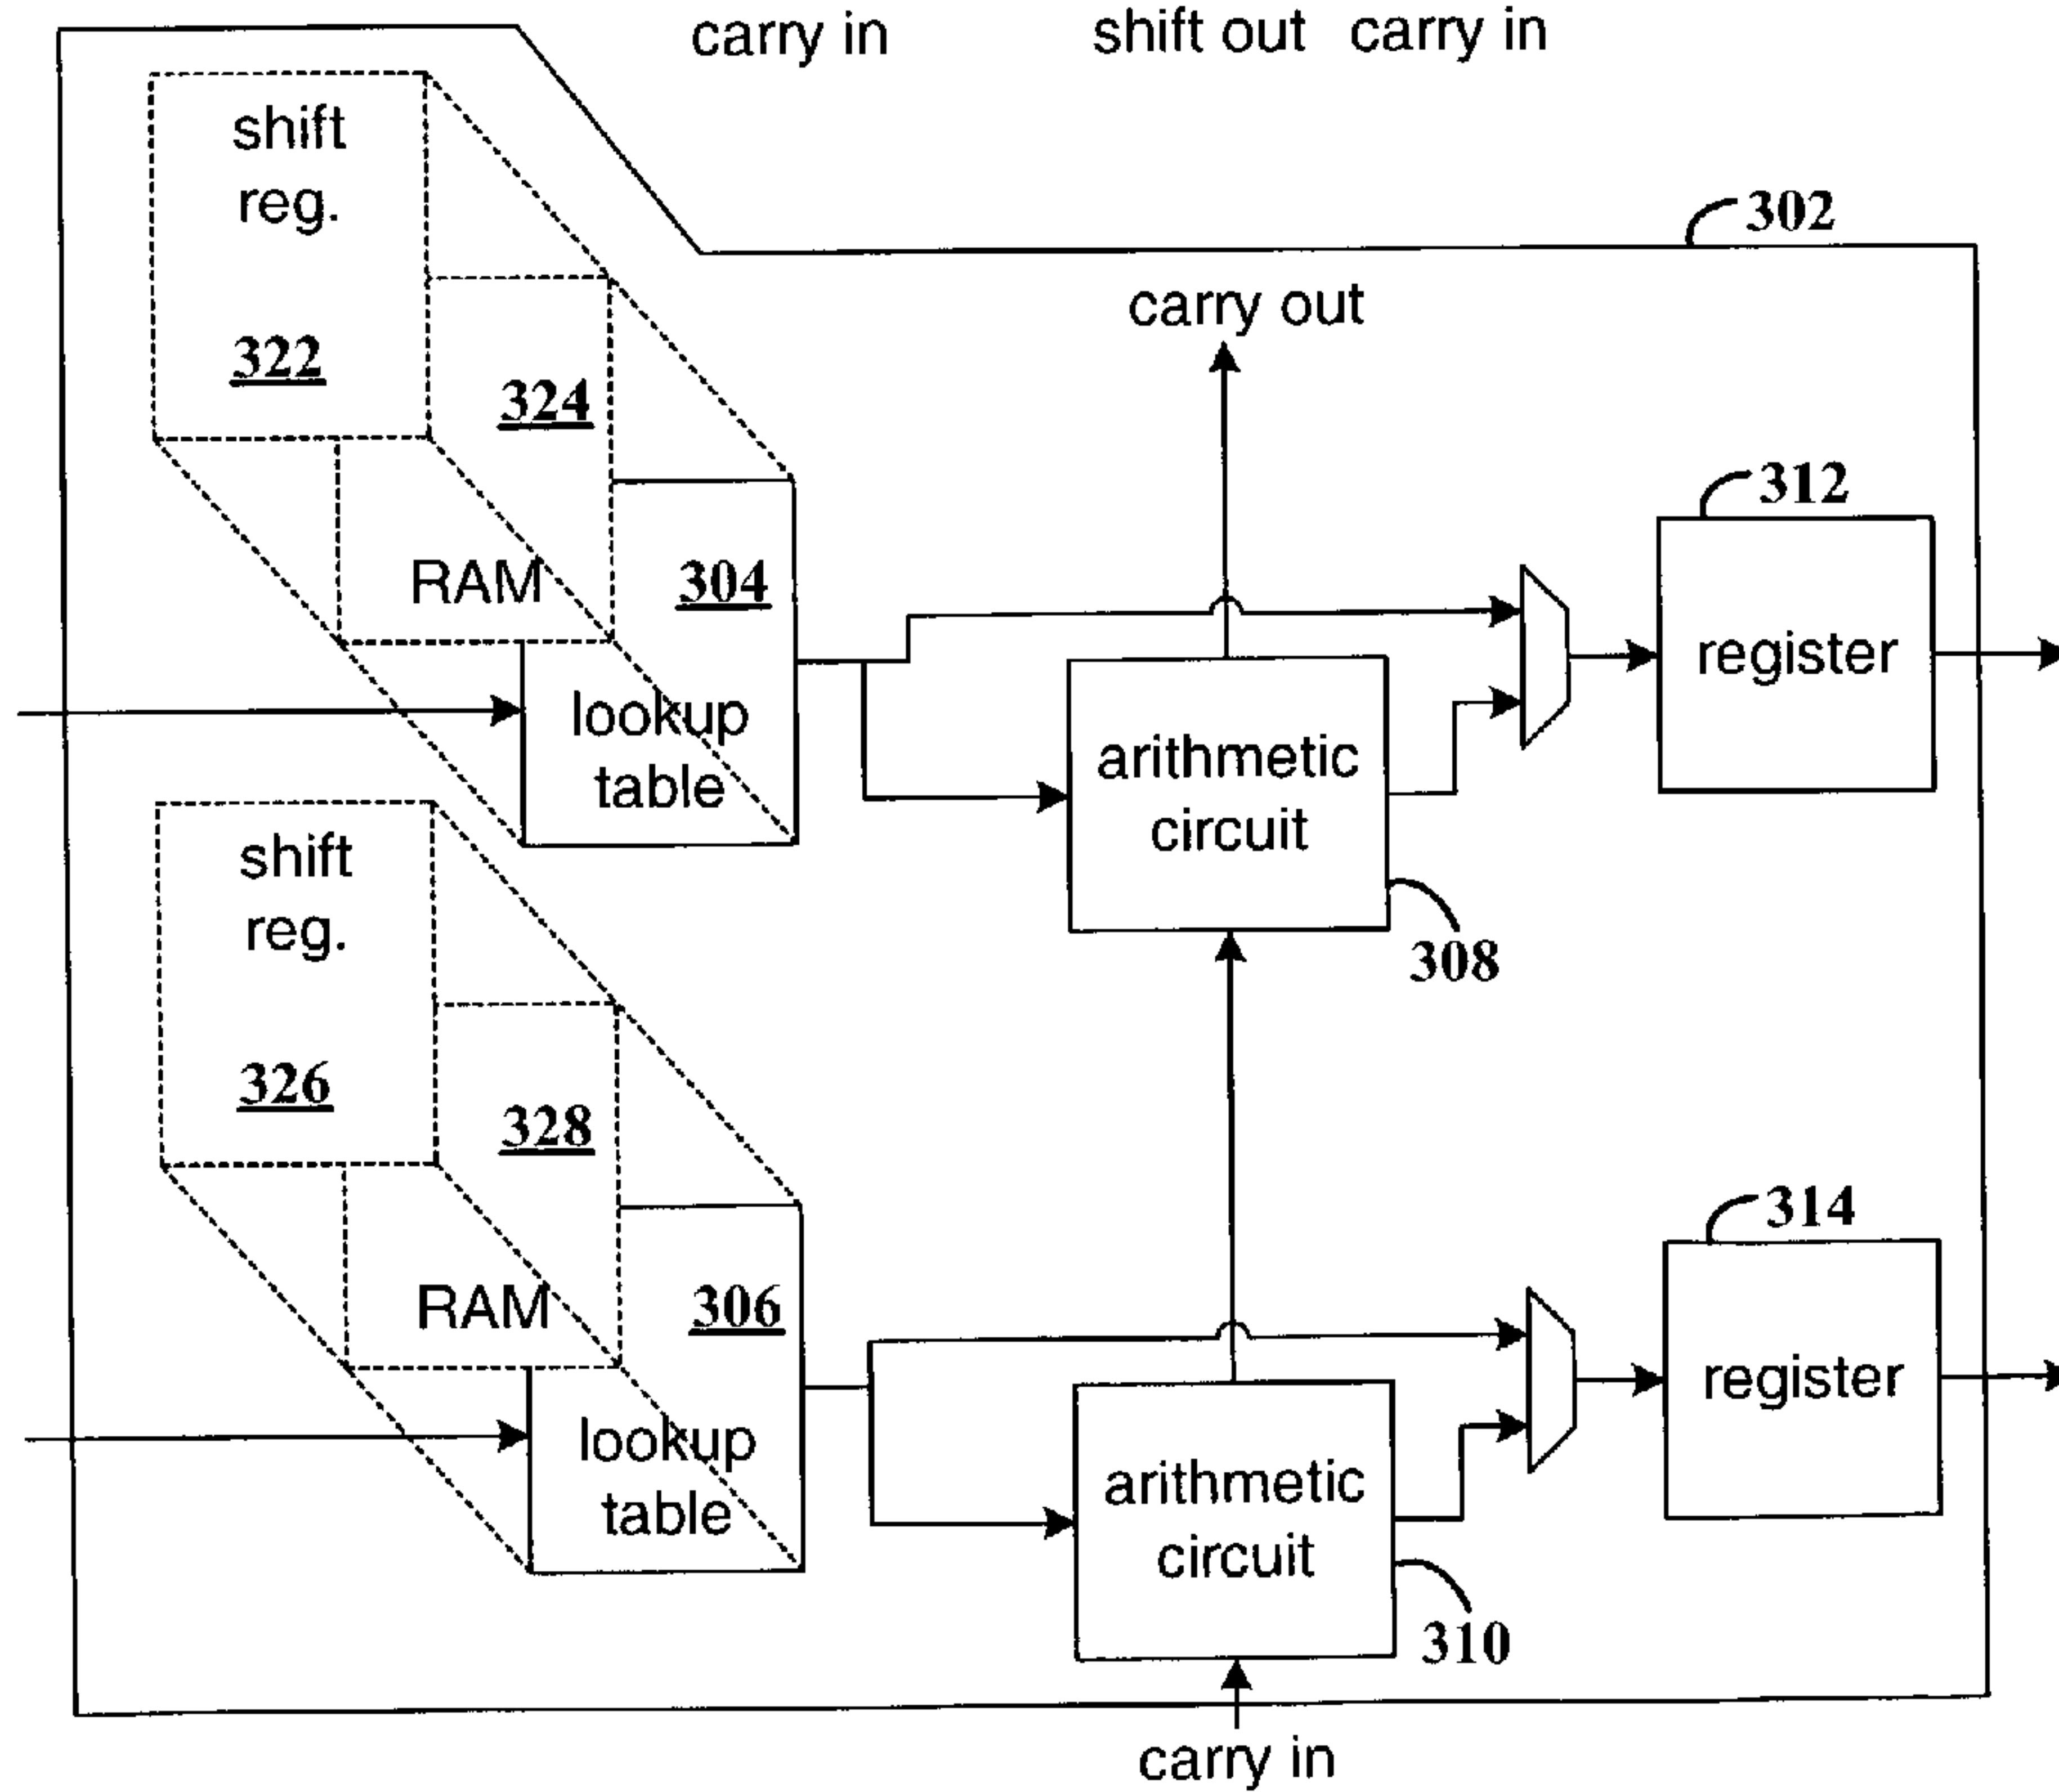 carry in
shift out
carry in
shift
reg.
322
324
RAM
304
lookup
table
302
carry out
312
register
arithmetic
circuit
308
shift
reg.
326
328
RAM
306
lookup
table
314
register
arithmetic
circuit
310
carry in